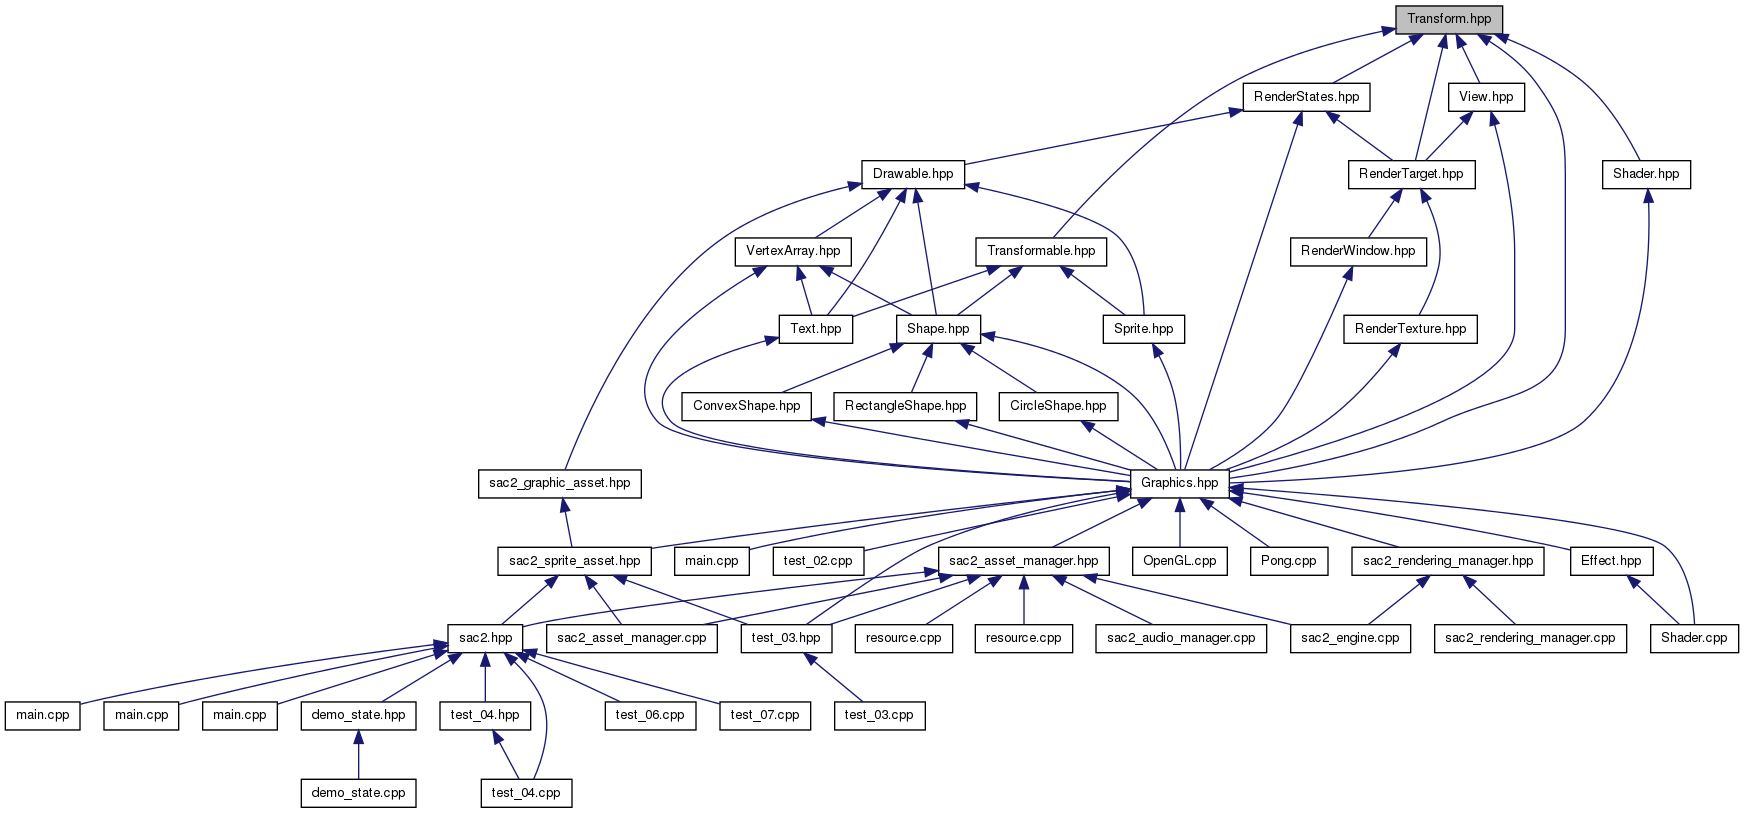 Transform.hpp
RenderStates.hpp
View.hpp
Drawable.hpp
RenderTarget.hpp
Shader.hpp
VertexArray.hpp
Transformable.hpp
RenderWindow.hpp
Text.hpp
Shape.hpp
Sprite.hpp
RenderTexture.hpp
ConvexShape.hpp
RectangleShape.hpp
CircleShape.hpp
sac2_graphic_asset.hpp
Graphics.hpp
sac2_sprite_asset.hpp
main.cpp
test_02.cpp
sac2_asset_manager.hpp
OpenGL.cpp
Pong.cpp
sac2_rendering_manager.hpp
Effect.hpp
sac2.hpp
sac2_asset_manager.cpp
test_03.hpp
resource.cpp
resource.cpp
sac2_audio_manager.cpp
sac2_engine.cpp
sac2_rendering_manager.cpp
Shader.cpp
main.cpp
main.cpp
main.cpp
demo_state.hpp
test_04.hpp
test_06.cpp
test_07.cpp
test_03.cpp
demo_state.cpp
test_04.cpp